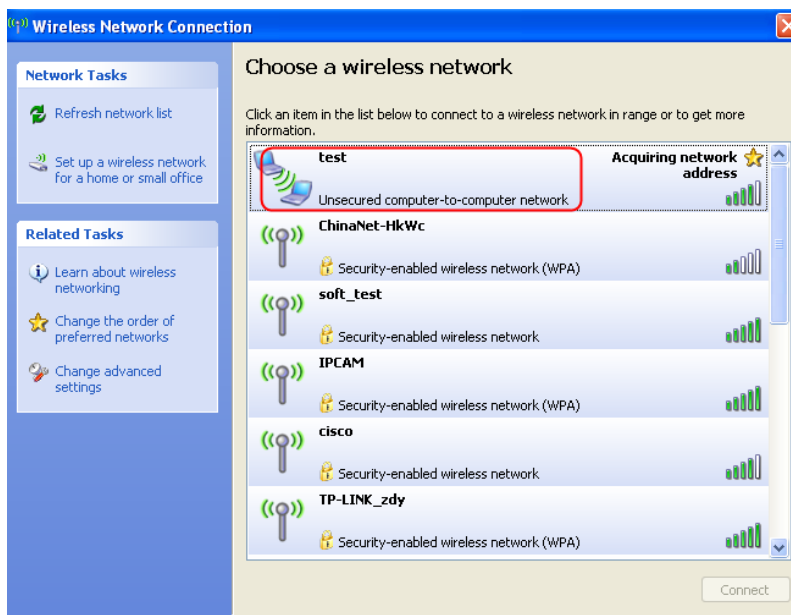 Wireless Network Connection
Network Tasks
Refresh network list
Set up a wireless network
for a home or small office
Related Tasks
Learn about wireless
networking
Change the order of
preferred networks
Change advanced
settings
Choose a wireless network
Click an item in the list below to connect to a wireless network in range or to get more
information.
test
Acquiring network
address
Unsecured computer-to-computer network
ChinaNet-HkWc
Security-enabled wireless network (WPA)
soft_test
Security-enabled wireless network
IPCAM
Security-enabled wireless network (WPA)
cisco
Security-enabled wireless network
TP-LINK_zdy
Security-enabled wireless network (WPA)
Connect